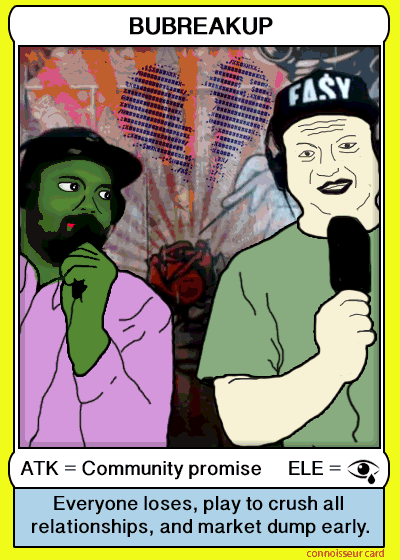 BUBREAKUP
FA$Y
ATK = Community promise ELE =
Everyone loses, play to crush all
relationships, and market dump early.
connoisseur card